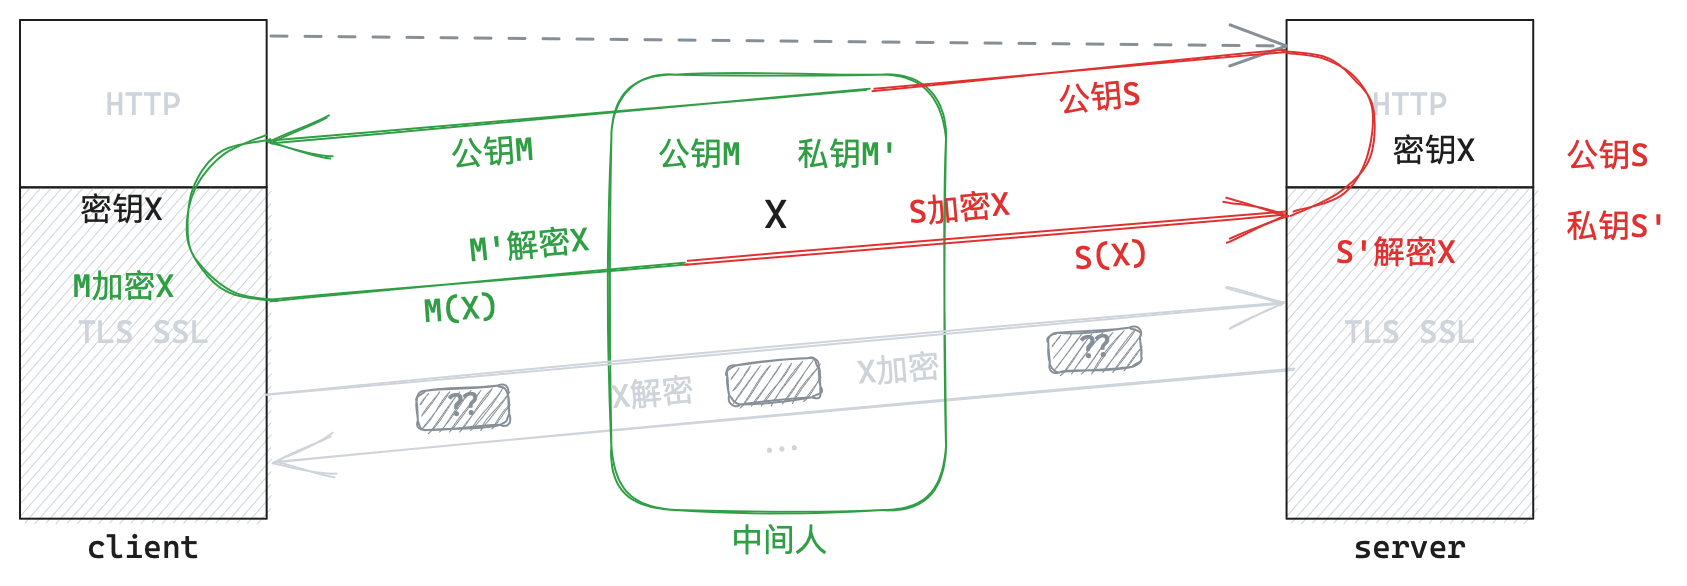 HTTP
HTTP
公钥S
公钥M
公钥M
私钥M'
密钥X
公钥S
密钥X
X
S加密X
私钥S'
M'解密X
S(X)
S'解密X
M加密X
M(X)
TLS SSL
TLS SSL
??
X加密
X解密
??
...
中间人
client
server